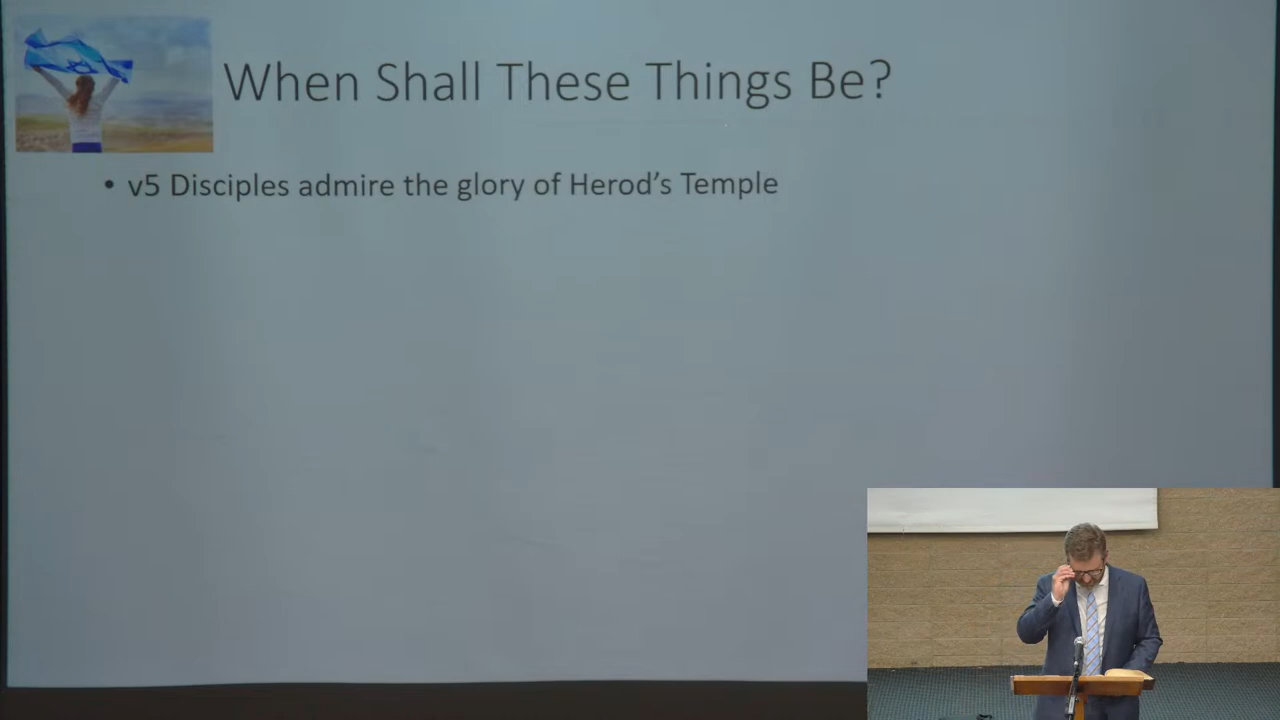 When Shall These Things Be?
• v5 Disciples admire the glory of Herod's Temple